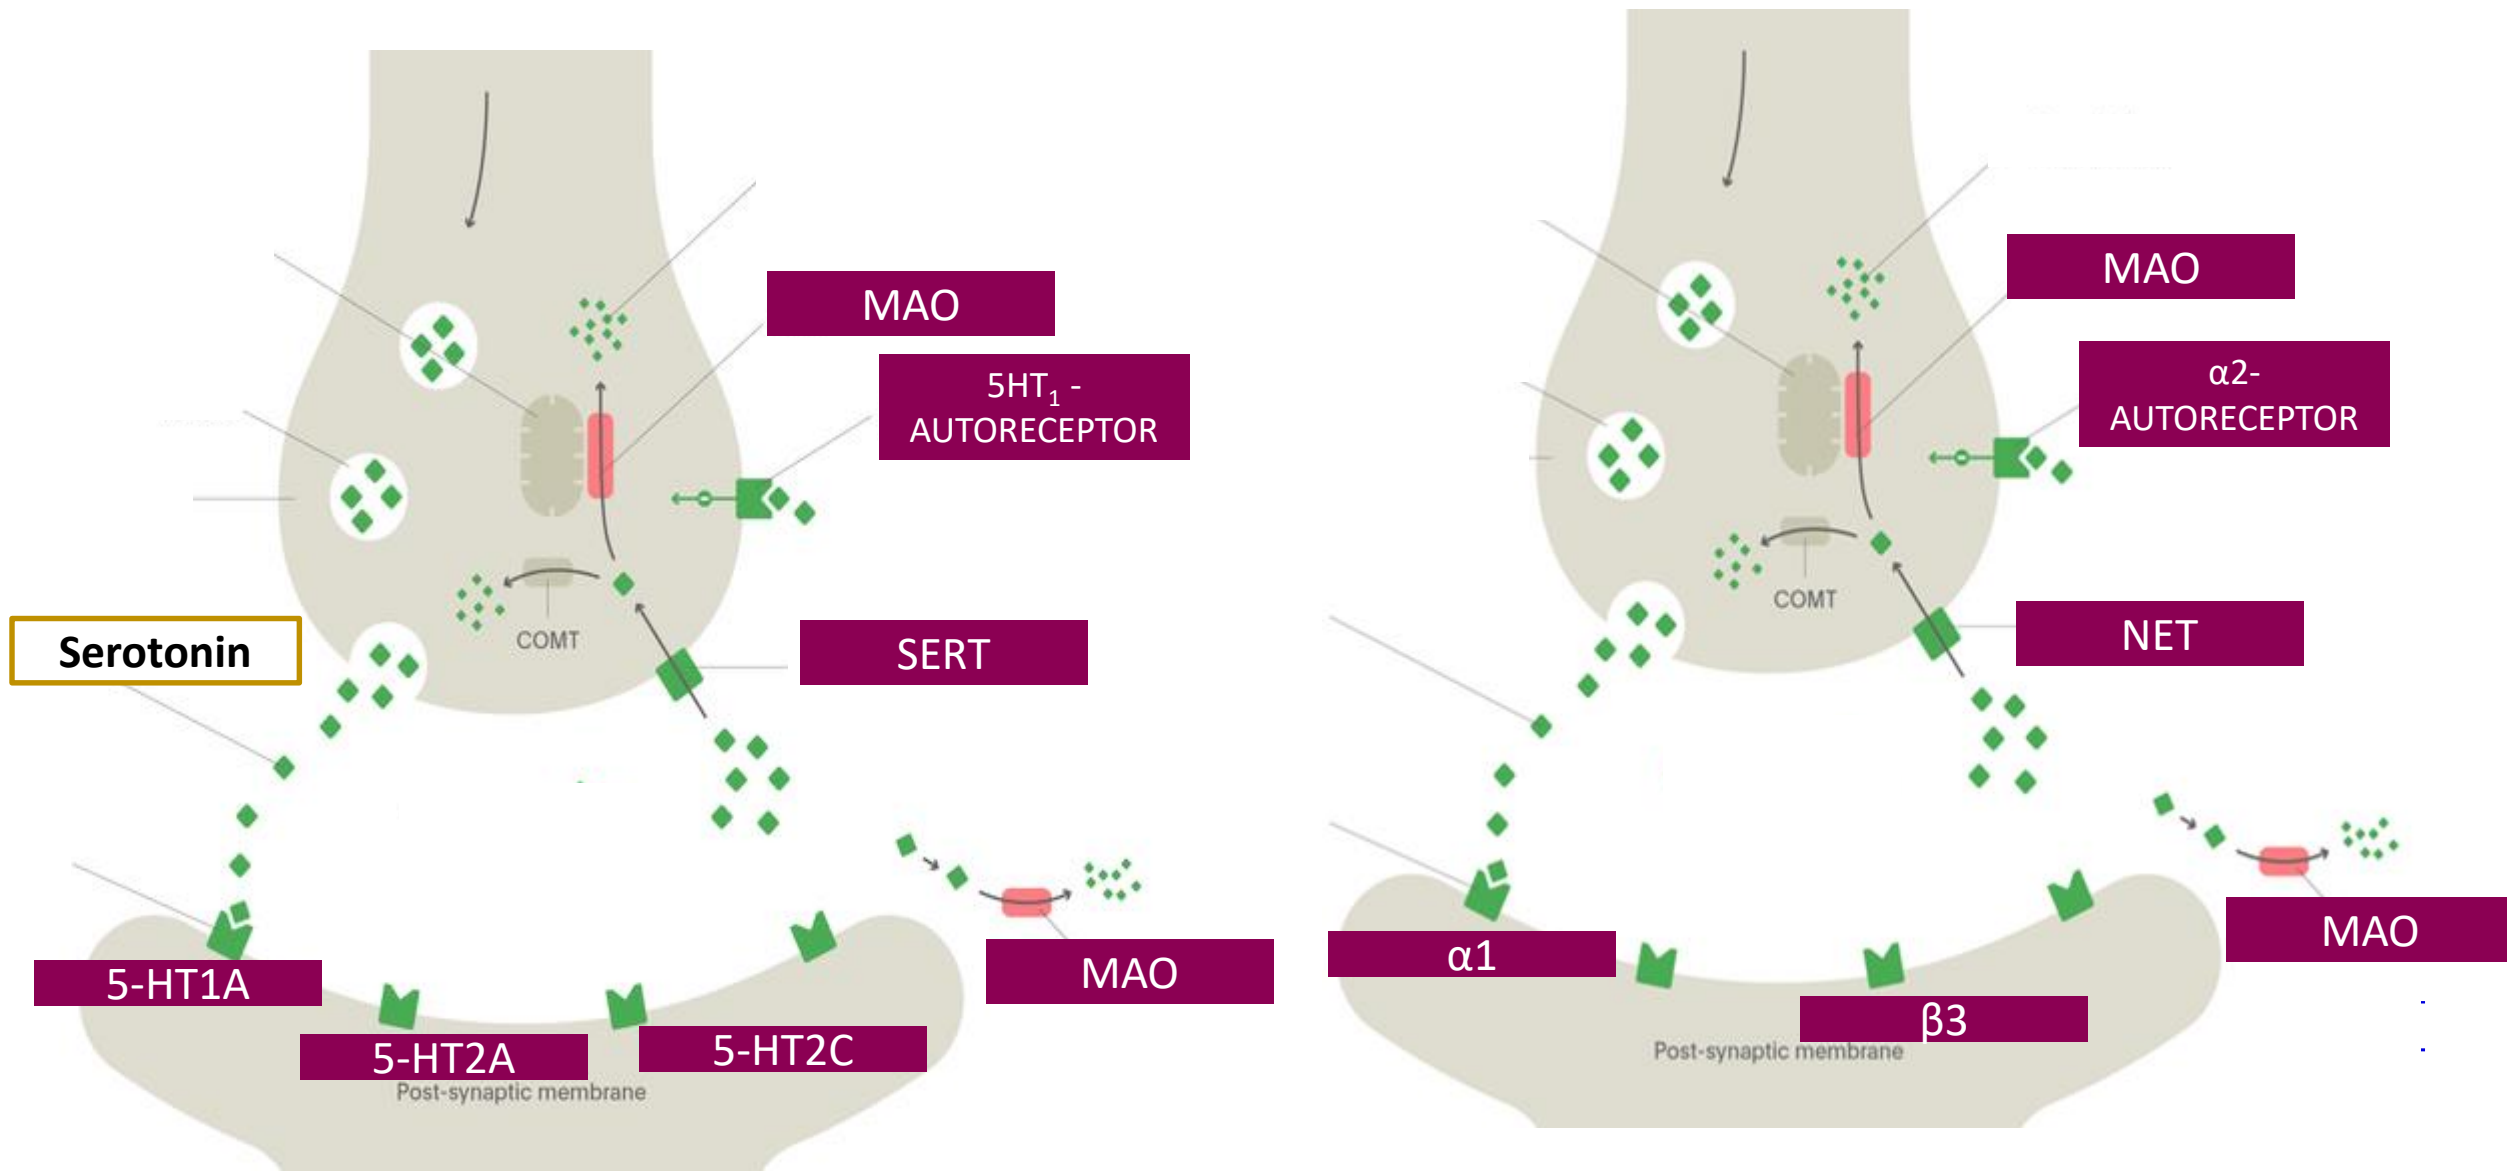 MAO
5HT₁ -
AUTORECEPTOR
COMT
Serotonin
SERT
MAO
5-HT1A
5-HT2A
5-HT2C
Post-synaptic membrane
MAO
α2-
AUTORECEPTOR
COMT
NET
MAO
α1
β3
Post-synaptic membrane